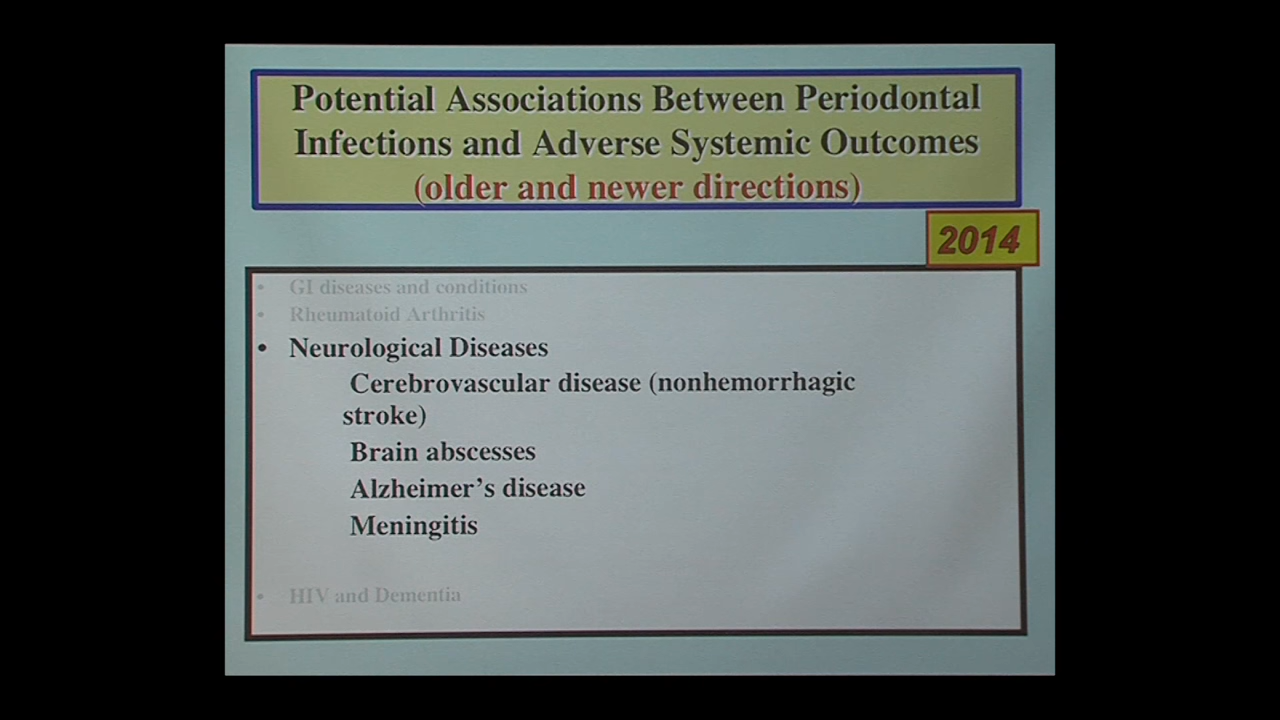 Potential Associations Between Periodontal
Infections and Adverse Systemic Outcomes
(older and newer directions)
2014
• GI diseases and conditions
• Rheumatoid Arthritis
• Neurological Diseases
Cerebrovascular disease (nonhemorrhagic
stroke)
Brain abscesses
Alzheimer's disease
Meningitis
• HIV and Dementia